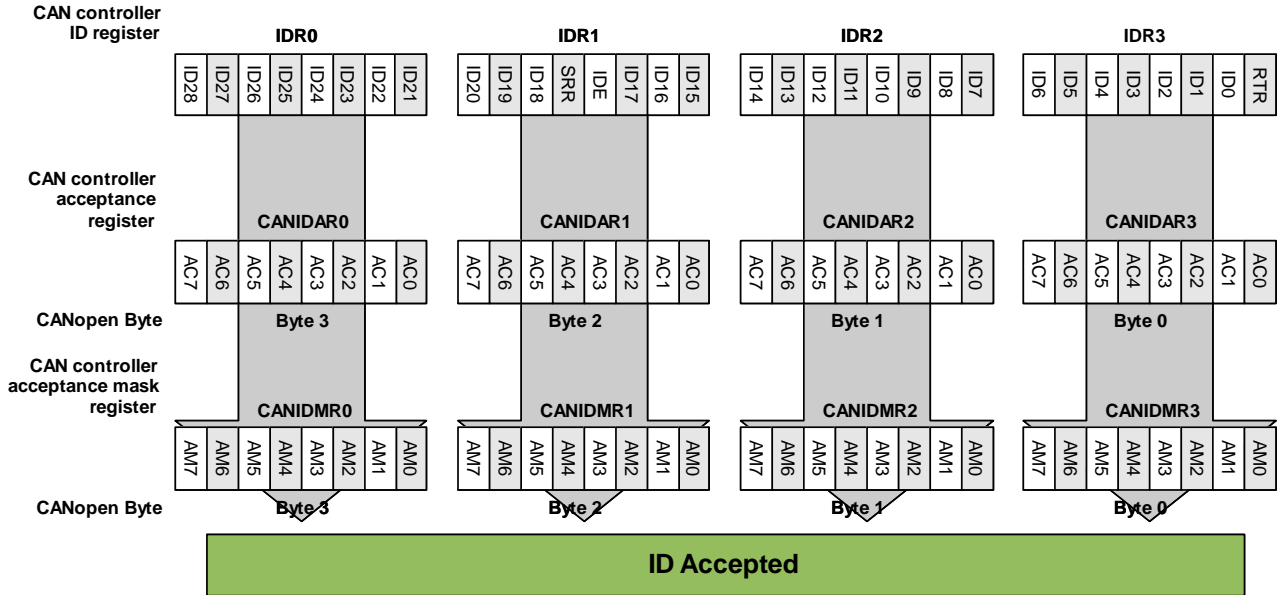 CAN controller
ID register
IDR0 IDR1 IDR2 IDR3
ID28 ID27 ID26 ID25 ID24 ID23 ID22 ID21 ID20 ID19 ID18 SRR IDE ID17 ID16 ID15 ID14 ID13 ID12 ID11 ID10 ID9 ID8 ID7 ID6 ID5 ID4 ID3 ID2 ID1 ID0 RTR
CAN controller
acceptance
register
CANIDAR0 CANIDAR1 CANIDAR2 CANIDAR3
AC7 AC6 AC5 AC4 AC3 AC2 AC1 AC0 AC7 AC6 AC5 AC4 AC3 AC2 AC1 AC0 AC7 AC6 AC5 AC4 AC3 AC2 AC1 AC0 AC7 AC6 AC5 AC4 AC3 AC2 AC1 AC0
CANopen Byte Byte 3 Byte 2 Byte 1 Byte 0
CAN controller
acceptance mask
register
CANIDMR0 CANIDMR1 CANIDMR2 CANIDMR3
AM7 AM6 AM5 AM4 AM3 AM2 AM1 AM0 AM7 AM6 AM5 AM4 AM3 AM2 AM1 AM0 AM7 AM6 AM5 AM4 AM3 AM2 AM1 AM0 AM7 AM6 AM5 AM4 AM3 AM2 AM1 AM0
CANopen Byte Byte 3 Byte 2 Byte 1 Byte 0
ID Accepted